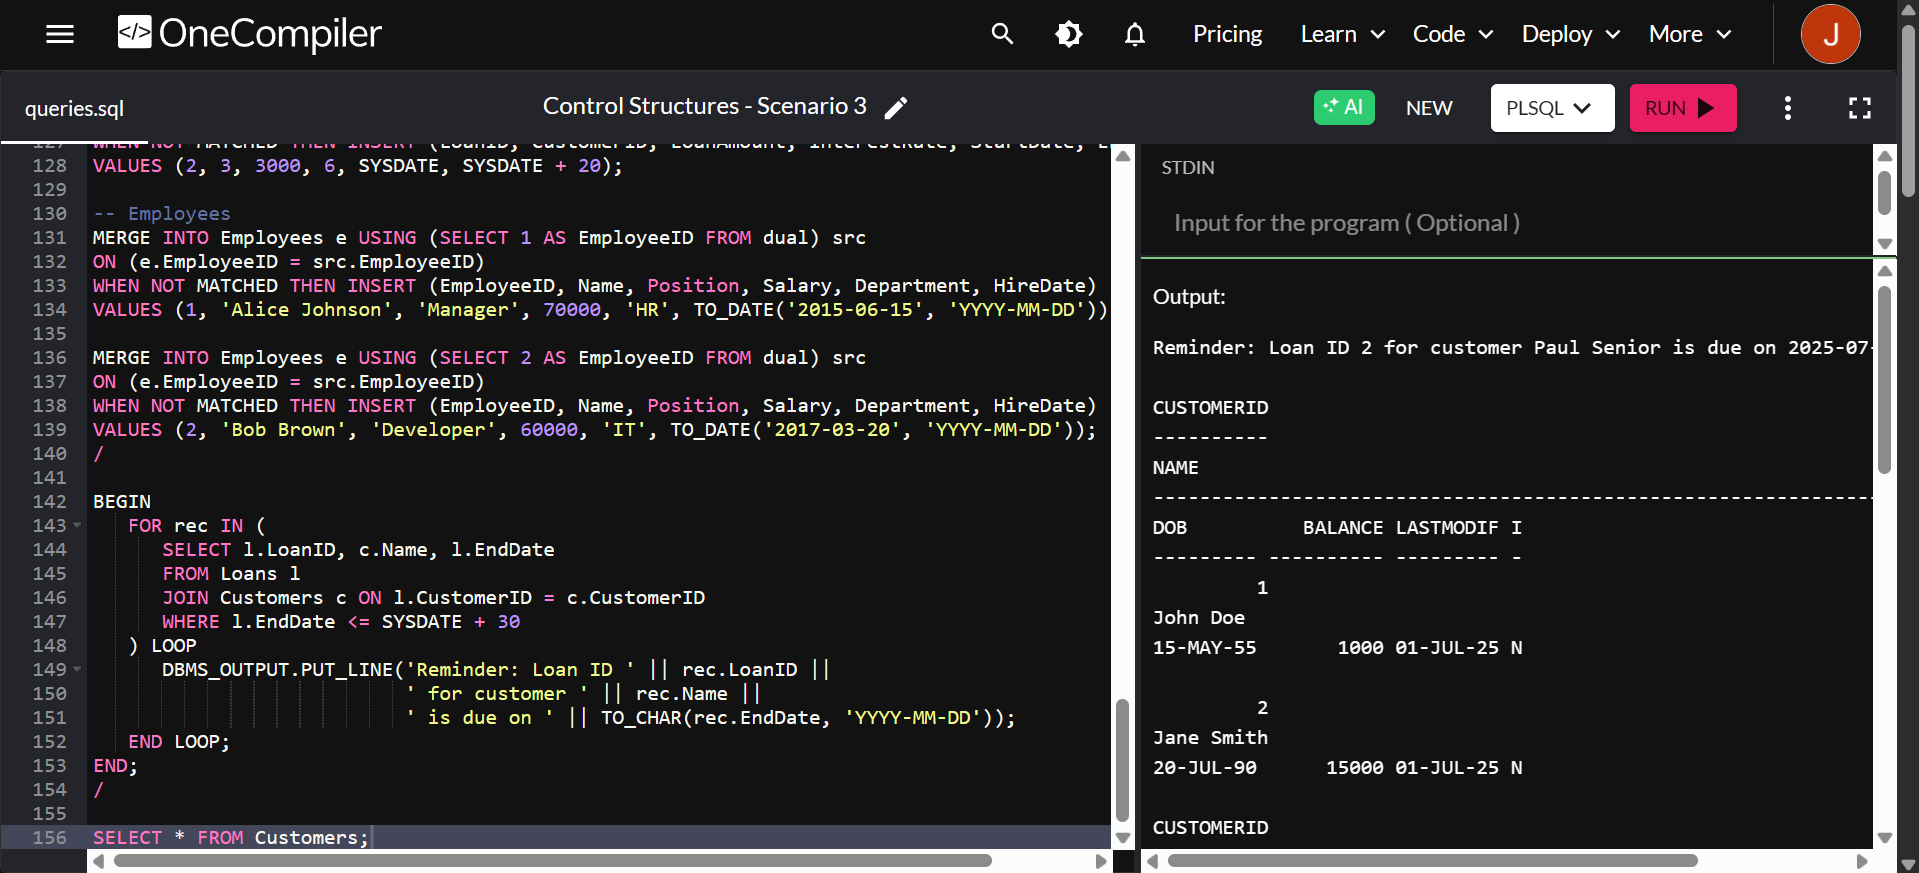 </> OneCompiler
Pricing Learn Code Deploy More J
queries.sql
Control Structures - Scenario 3
AI NEW PLSQL RUN
127 WHEN NOT MATCHED THEN INSERT (LoanID, CustomerID, LoanAmount, InterestRate, StartDate, E
128 VALUES (2, 3, 3000, 6, SYSDATE, SYSDATE + 20);
129
130 -- Employees
131 MERGE INTO Employees e USING (SELECT 1 AS EmployeeID FROM dual) src
132 ON (e.EmployeeID = src.EmployeeID)
133 WHEN NOT MATCHED THEN INSERT (EmployeeID, Name, Position, Salary, Department, HireDate)
134 VALUES (1, 'Alice Johnson', 'Manager', 70000, 'HR', TO_DATE('2015-06-15', 'YYYY-MM-DD'))
135
136 MERGE INTO Employees e USING (SELECT 2 AS EmployeeID FROM dual) src
137 ON (e.EmployeeID = src.EmployeeID)
138 WHEN NOT MATCHED THEN INSERT (EmployeeID, Name, Position, Salary, Department, HireDate)
139 VALUES (2, 'Bob Brown', 'Developer', 60000, 'IT', TO_DATE('2017-03-20', 'YYYY-MM-DD'));
140 /
141
142 BEGIN
143 FOR rec IN (
144 SELECT l.LoanID, c.Name, l.EndDate
145 FROM Loans l
146 JOIN Customers c ON l.CustomerID = c.CustomerID
147 WHERE l.EndDate <= SYSDATE + 30
148 ) LOOP
149 DBMS_OUTPUT.PUT_LINE('Reminder: Loan ID ' || rec.LoanID ||
150 ' for customer ' || rec.Name ||
151 ' is due on ' || TO_CHAR(rec.EndDate, 'YYYY-MM-DD'));
152 END LOOP;
153 END;
154 /
155
156 SELECT * FROM Customers;
STDIN
Input for the program ( Optional )
Output:
Reminder: Loan ID 2 for customer Paul Senior is due on 2025-07-
CUSTOMERID
----------
NAME
--------------------------------------------------------------------------------
DOB BALANCE LASTMODIF I
--------- ---------- --------- -
1
John Doe
15-MAY-55 1000 01-JUL-25 N
2
Jane Smith
20-JUL-90 15000 01-JUL-25 N
CUSTOMERID